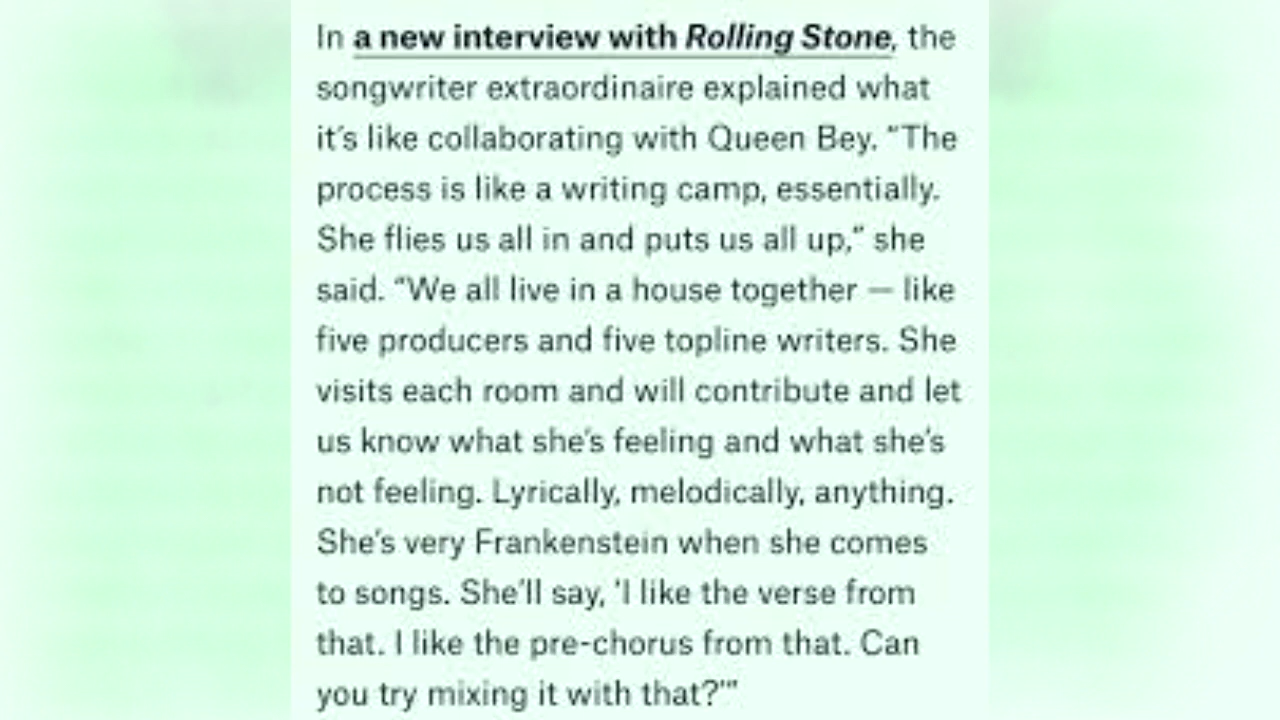 In a new interview with Rolling Stone, the
songwriter extraordinaire explained what
it’s like collaborating with Queen Bey. “The
process is like a writing camp, essentially.
She flies us all in and puts us all up,” she
said. “We all live in a house together — like
five producers and five topline writers. She
visits each room and will contribute and let
us know what she’s feeling and what she’s
not feeling. Lyrically, melodically, anything.
She’s very Frankenstein when she comes
to songs. She’ll say, ‘I like the verse from
that. I like the pre-chorus from that. Can
you try mixing it with that?’”